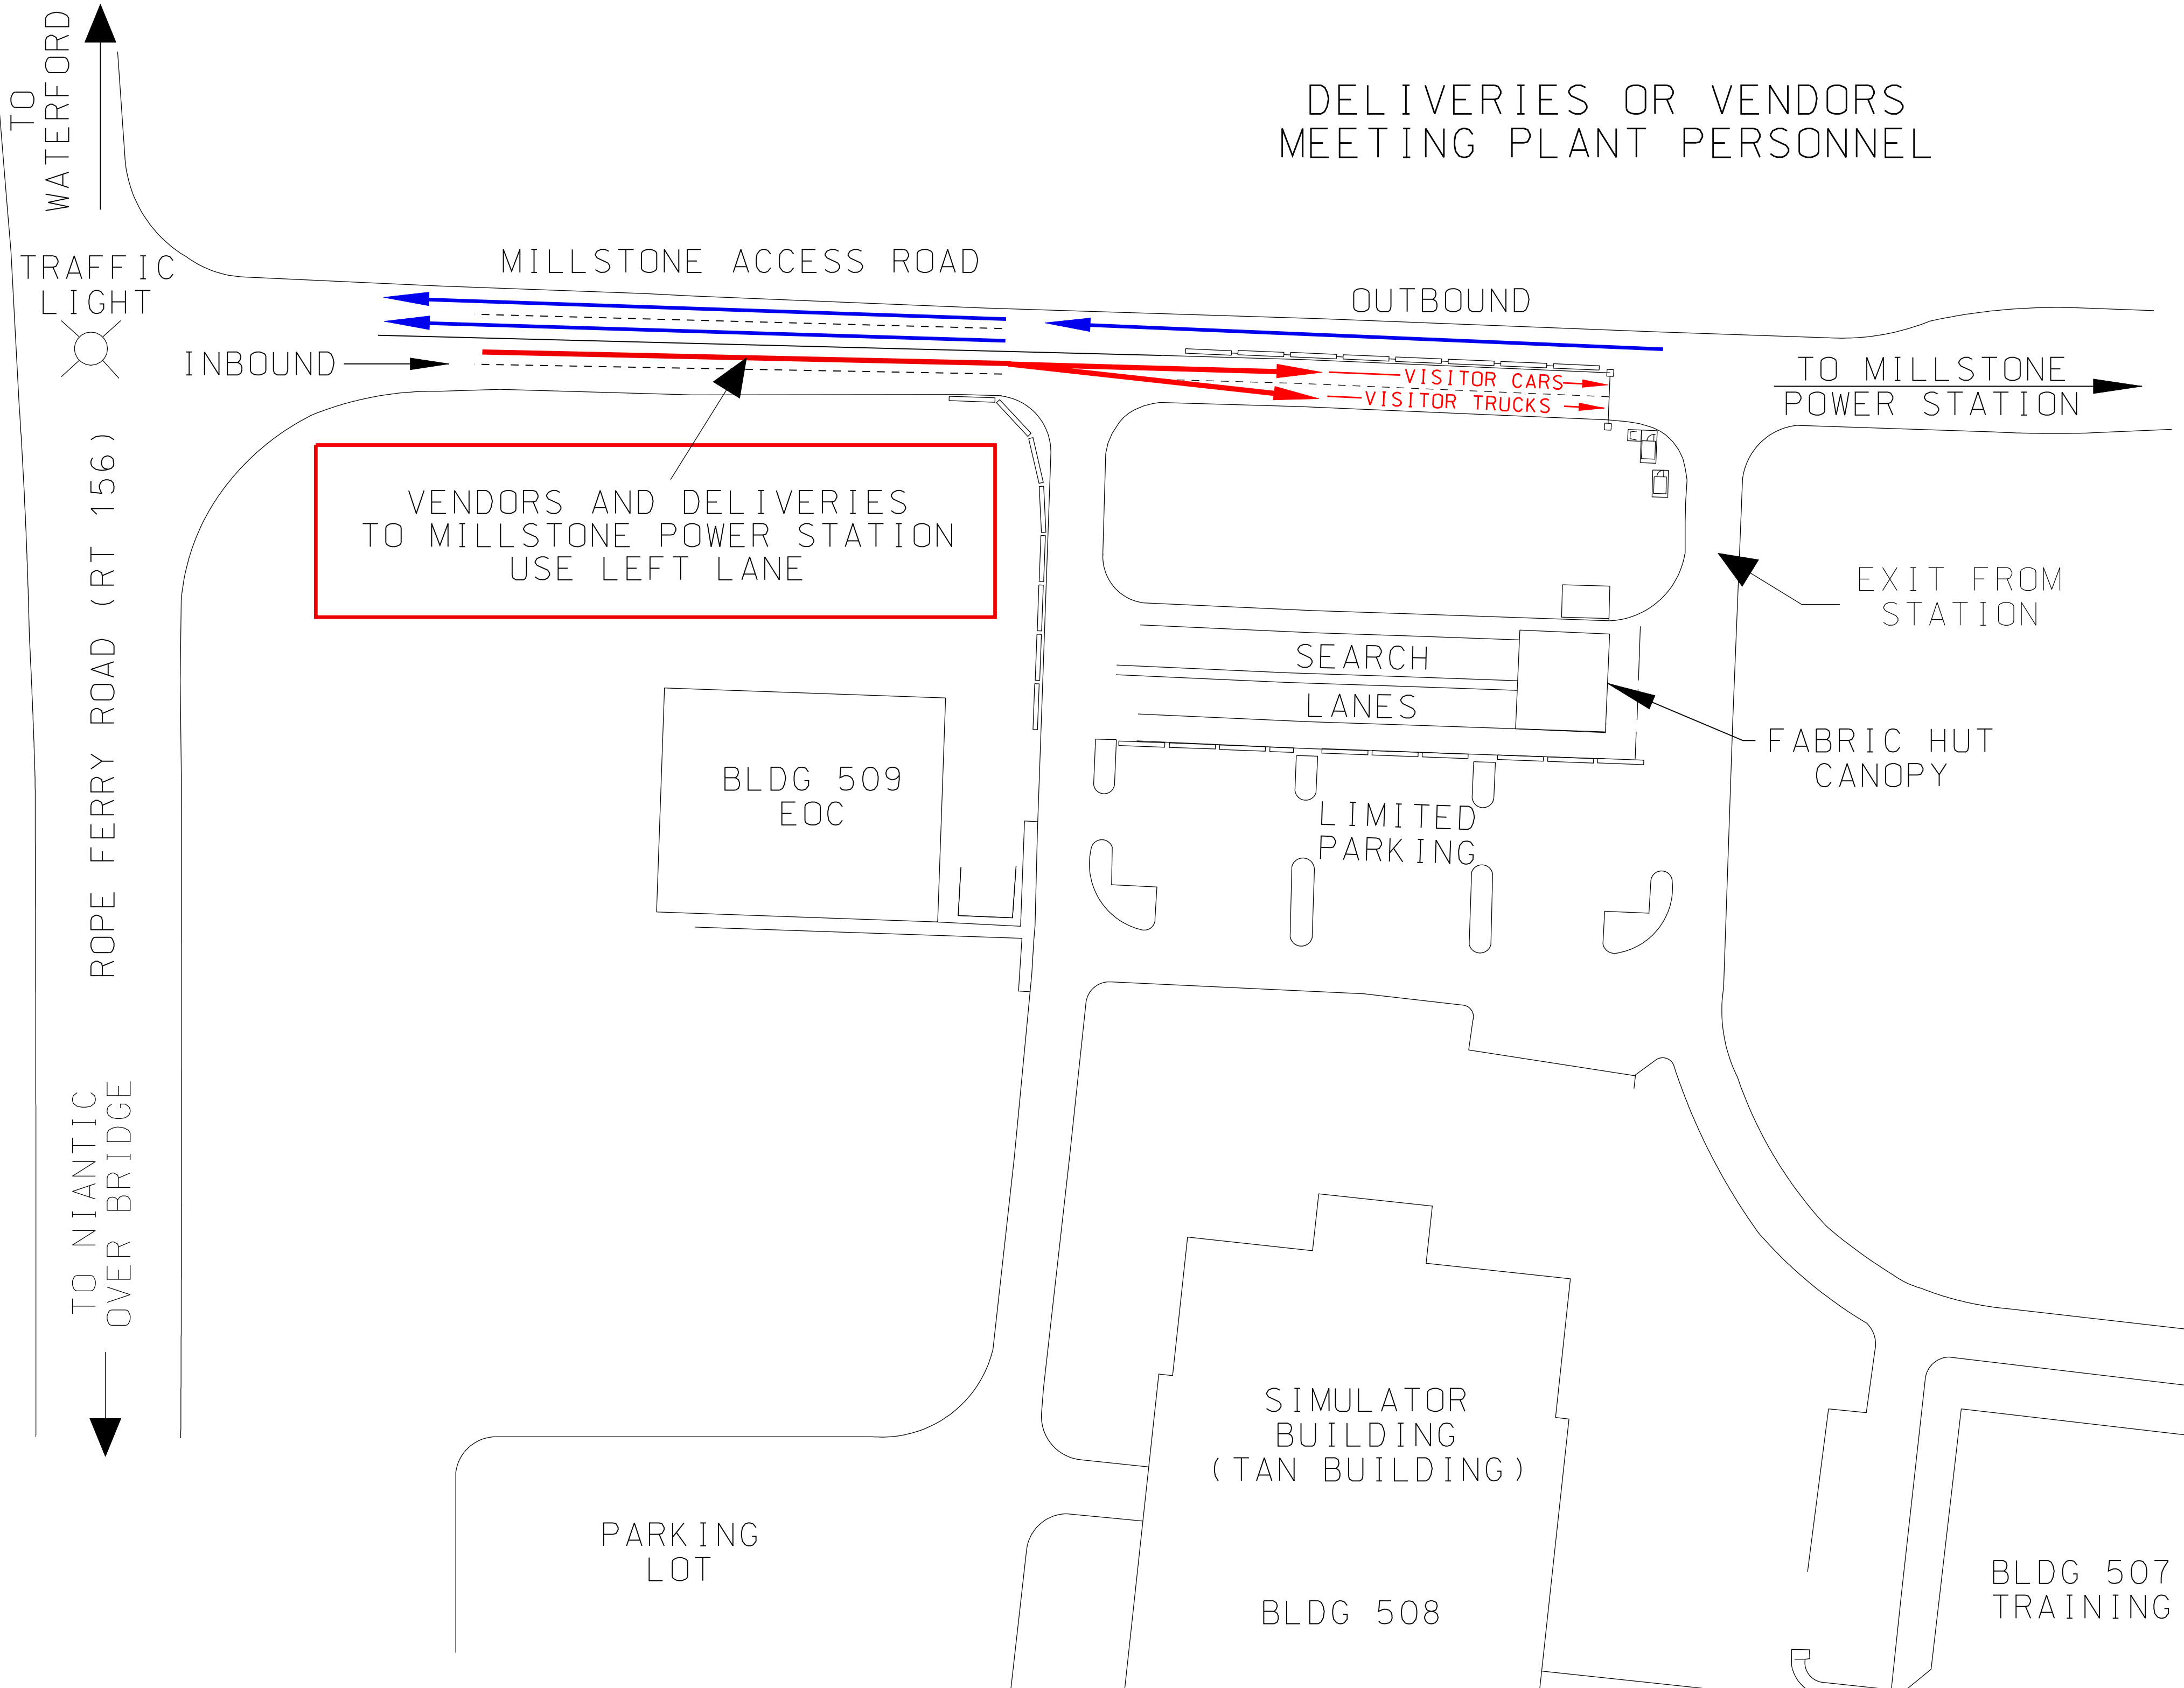 TO
WATERFORD
DELIVERIES OR VENDORS
MEETING PLANT PERSONNEL
TRAFFIC
LIGHT
MILLSTONE ACCESS ROAD
OUTBOUND
INBOUND
VISITOR CARS
VISITOR TRUCKS
TO MILLSTONE
POWER STATION
VENDORS AND DELIVERIES
TO MILLSTONE POWER STATION
USE LEFT LANE
ROPE FERRY ROAD (RT 156)
EXIT FROM
STATION
SEARCH
LANES
FABRIC HUT
CANOPY
BLDG 509
EOC
LIMITED
PARKING
TO NIANTIC
OVER BRIDGE
SIMULATOR
BUILDING
(TAN BUILDING)
PARKING
LOT
BLDG 508
BLDG 507
TRAINING